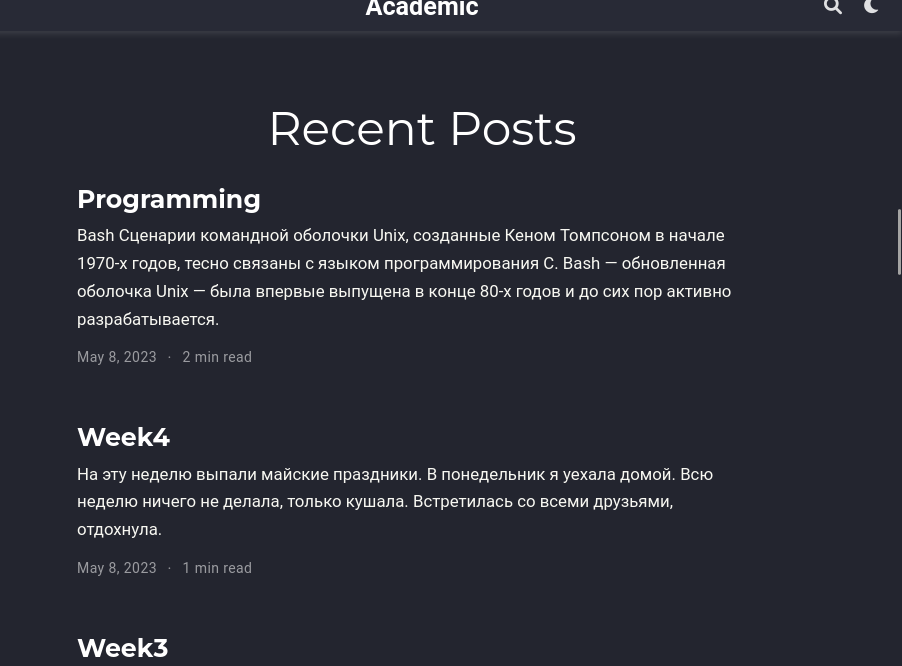 Academic
Recent Posts
Programming
Bash Сценарии командной оболочки Unix, созданные Кеном Томпсоном в начале
1970-х годов, тесно связаны с языком программирования C. Bash — обновленная
оболочка Unix — была впервые выпущена в конце 80-х годов и до сих пор активно
разрабатывается.
May 8, 2023 · 2 min read
Week4
На эту неделю выпали майские праздники. В понедельник я уехала домой. Всю
неделю ничего не делала, только кушала. Встретилась со всеми друзьями,
отдохнула.
May 8, 2023 · 1 min read
Week3